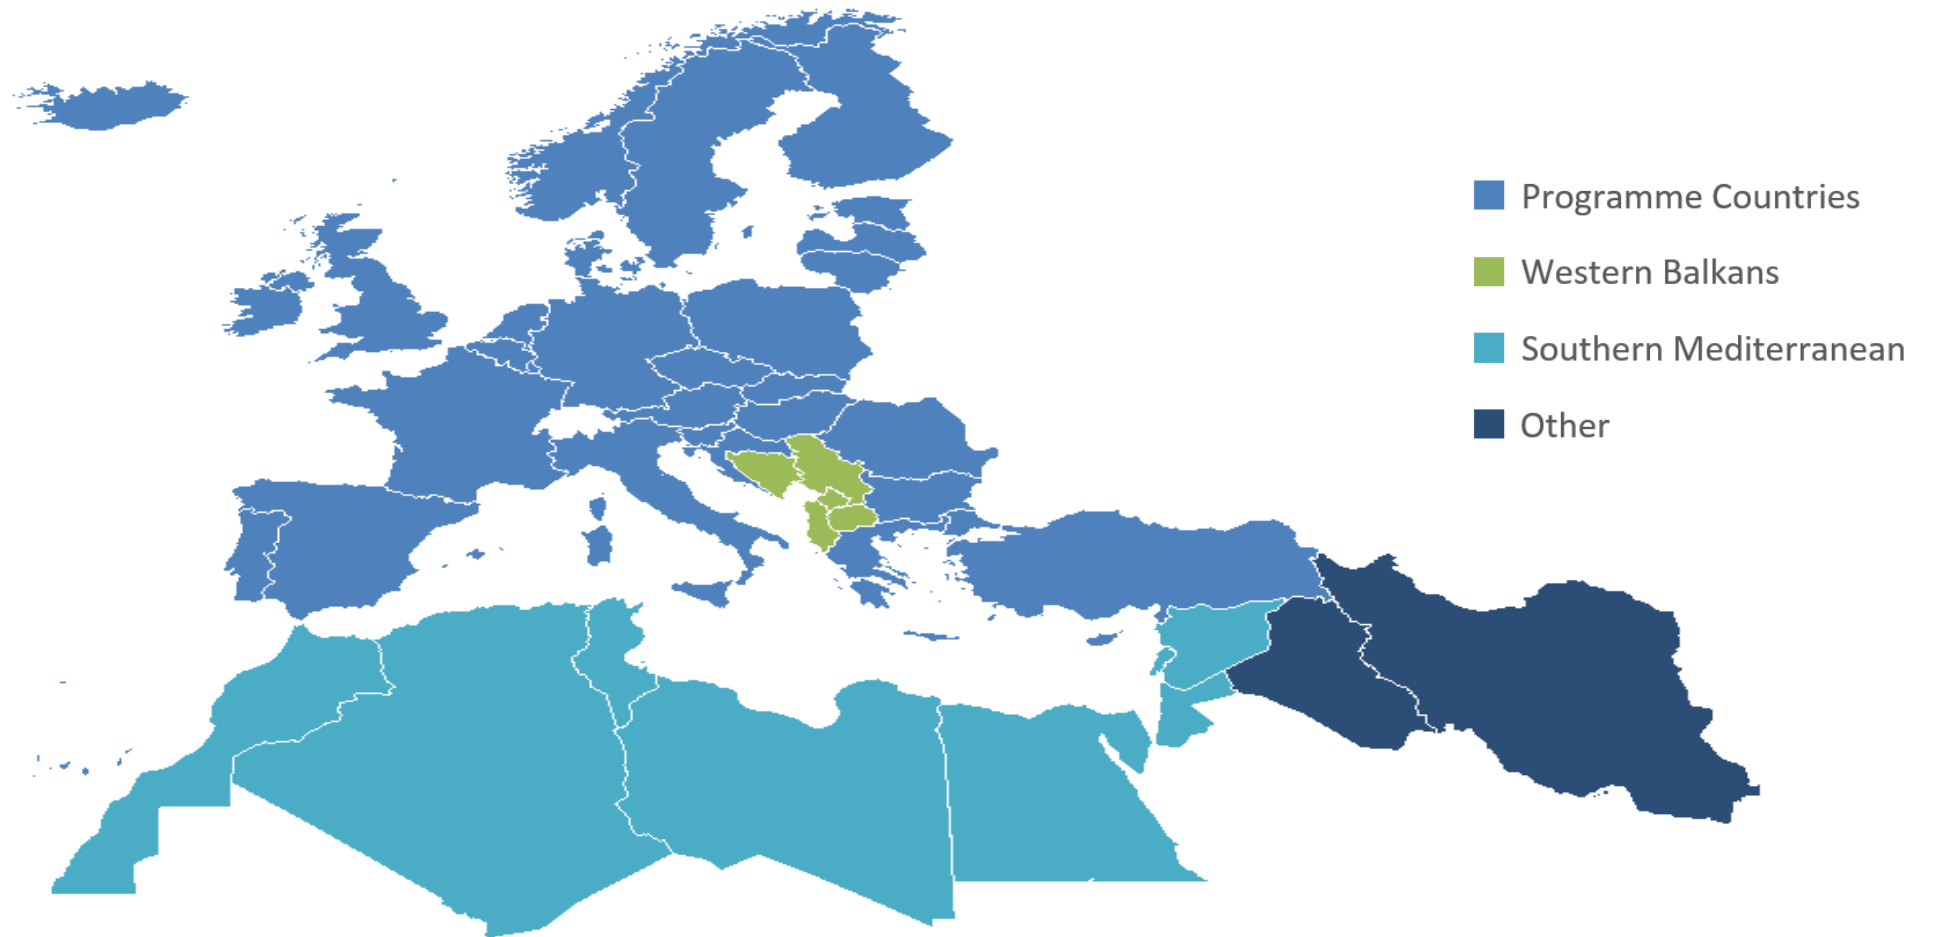 Programme Countries
Western Balkans
Southern Mediterranean
Other